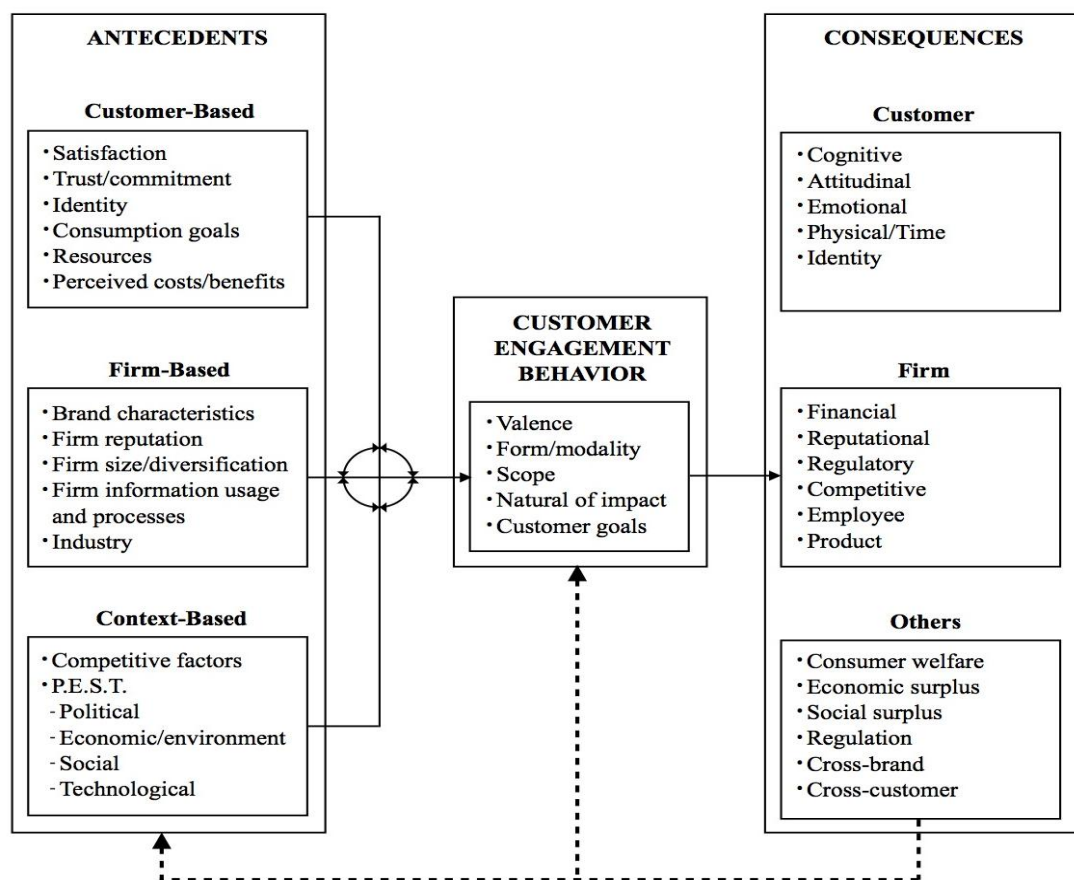 ANTECEDENTS
Customer-Based
• Satisfaction
• Trust/commitment
• Identity
• Consumption goals
• Resources
• Perceived costs/benefits
Firm-Based
• Brand characteristics
• Firm reputation
• Firm size/diversification
• Firm information usage
and processes
• Industry
Context-Based
• Competitive factors
• P.E.S.T.
- Political
- Economic/environment
- Social
- Technological
CUSTOMER
ENGAGEMENT
BEHAVIOR
• Valence
• Form/modality
• Scope
• Natural of impact
• Customer goals
CONSEQUENCES
Customer
• Cognitive
• Attitudinal
• Emotional
• Physical/Time
• Identity
Firm
• Financial
• Reputational
• Regulatory
• Competitive
• Employee
• Product
Others
• Consumer welfare
• Economic surplus
• Social surplus
• Regulation
• Cross-brand
• Cross-customer